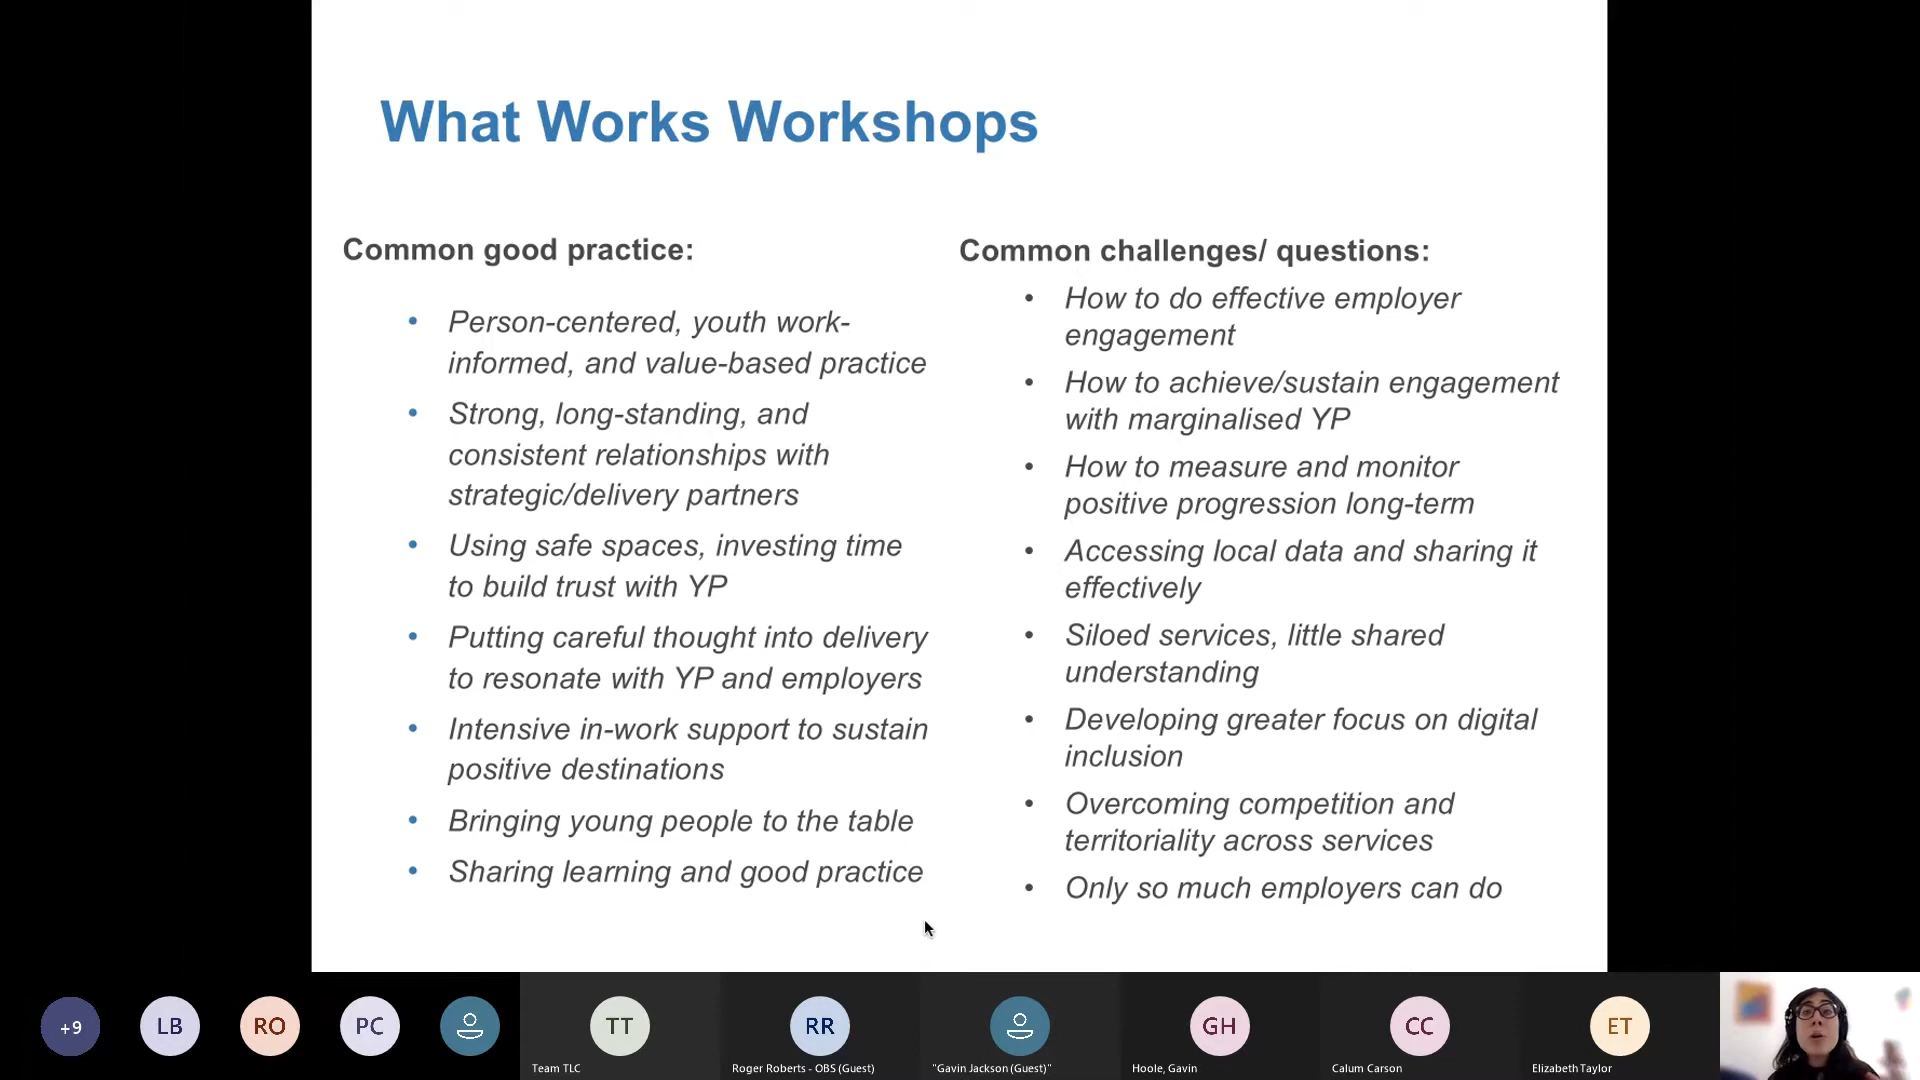 What Works Workshops
Common good practice:
Person-centered, youth work-
informed, and value-based practice
Strong, long-standing, and
consistent relationships with
strategic/delivery partners
Using safe spaces, investing time
to build trust with YP
Putting careful thought into delivery
to resonate with YP and employers
Intensive in-work support to sustain
positive destinations
Bringing young people to the table
Sharing learning and good practice
Common challenges/ questions:
How to do effective employer
engagement
How to achieve/sustain engagement
with marginalised YP
How to measure and monitor
positive progression long-term
Accessing local data and sharing it
effectively
Siloed services, little shared
understanding
Developing greater focus on digital
inclusion
Overcoming competition and
territoriality across services
Only so much employers can do
+9
LB
RO
PC
TT
Team TLC
RR
Roger Roberts - OBS (Guest)
"Gavin Jackson (Guest)"
GH
Hoole, Gavin
CC
Calum Carson
ET
Elizabeth Taylor